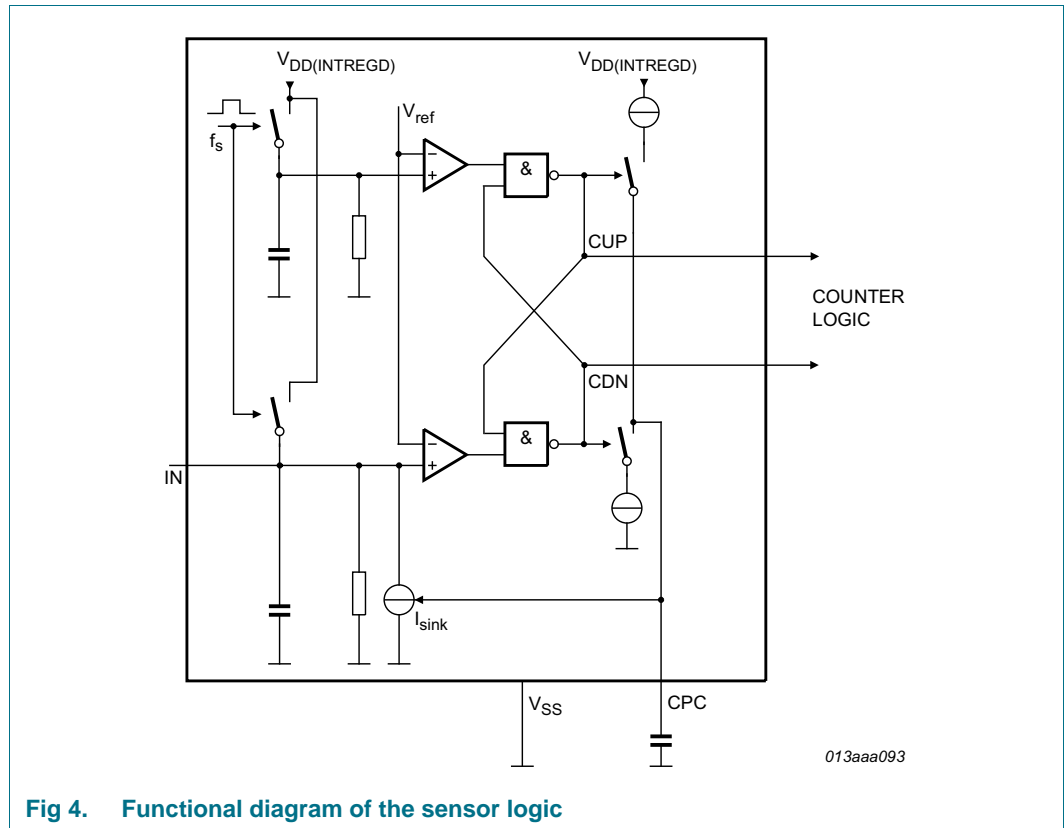 VDD(INTREGD)
VDD(INTREGD)
fs
Vref
−
+
&
CUP
COUNTER
LOGIC
CDN
−
+
&
IN
Isink
VSS
CPC
013aaa093
Fig 4. Functional diagram of the sensor logic